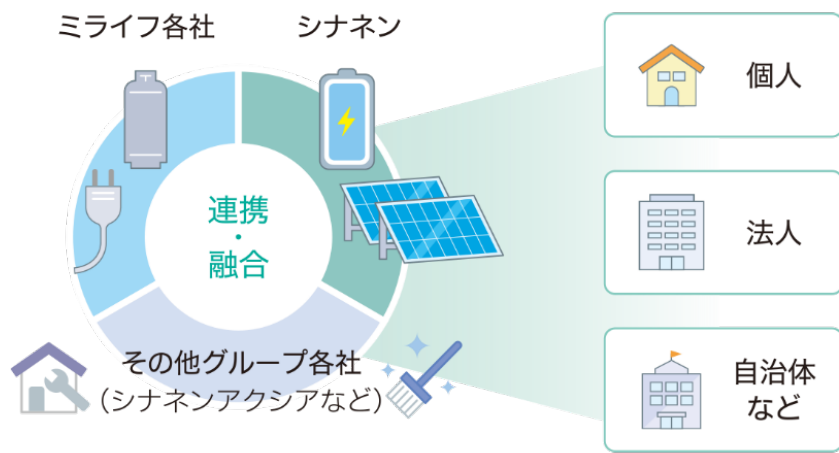 ミライフ各社
シナネン
連携
・
融合
その他グループ各社
（シナネンアクシアなど）
個人
法人
自治体
など